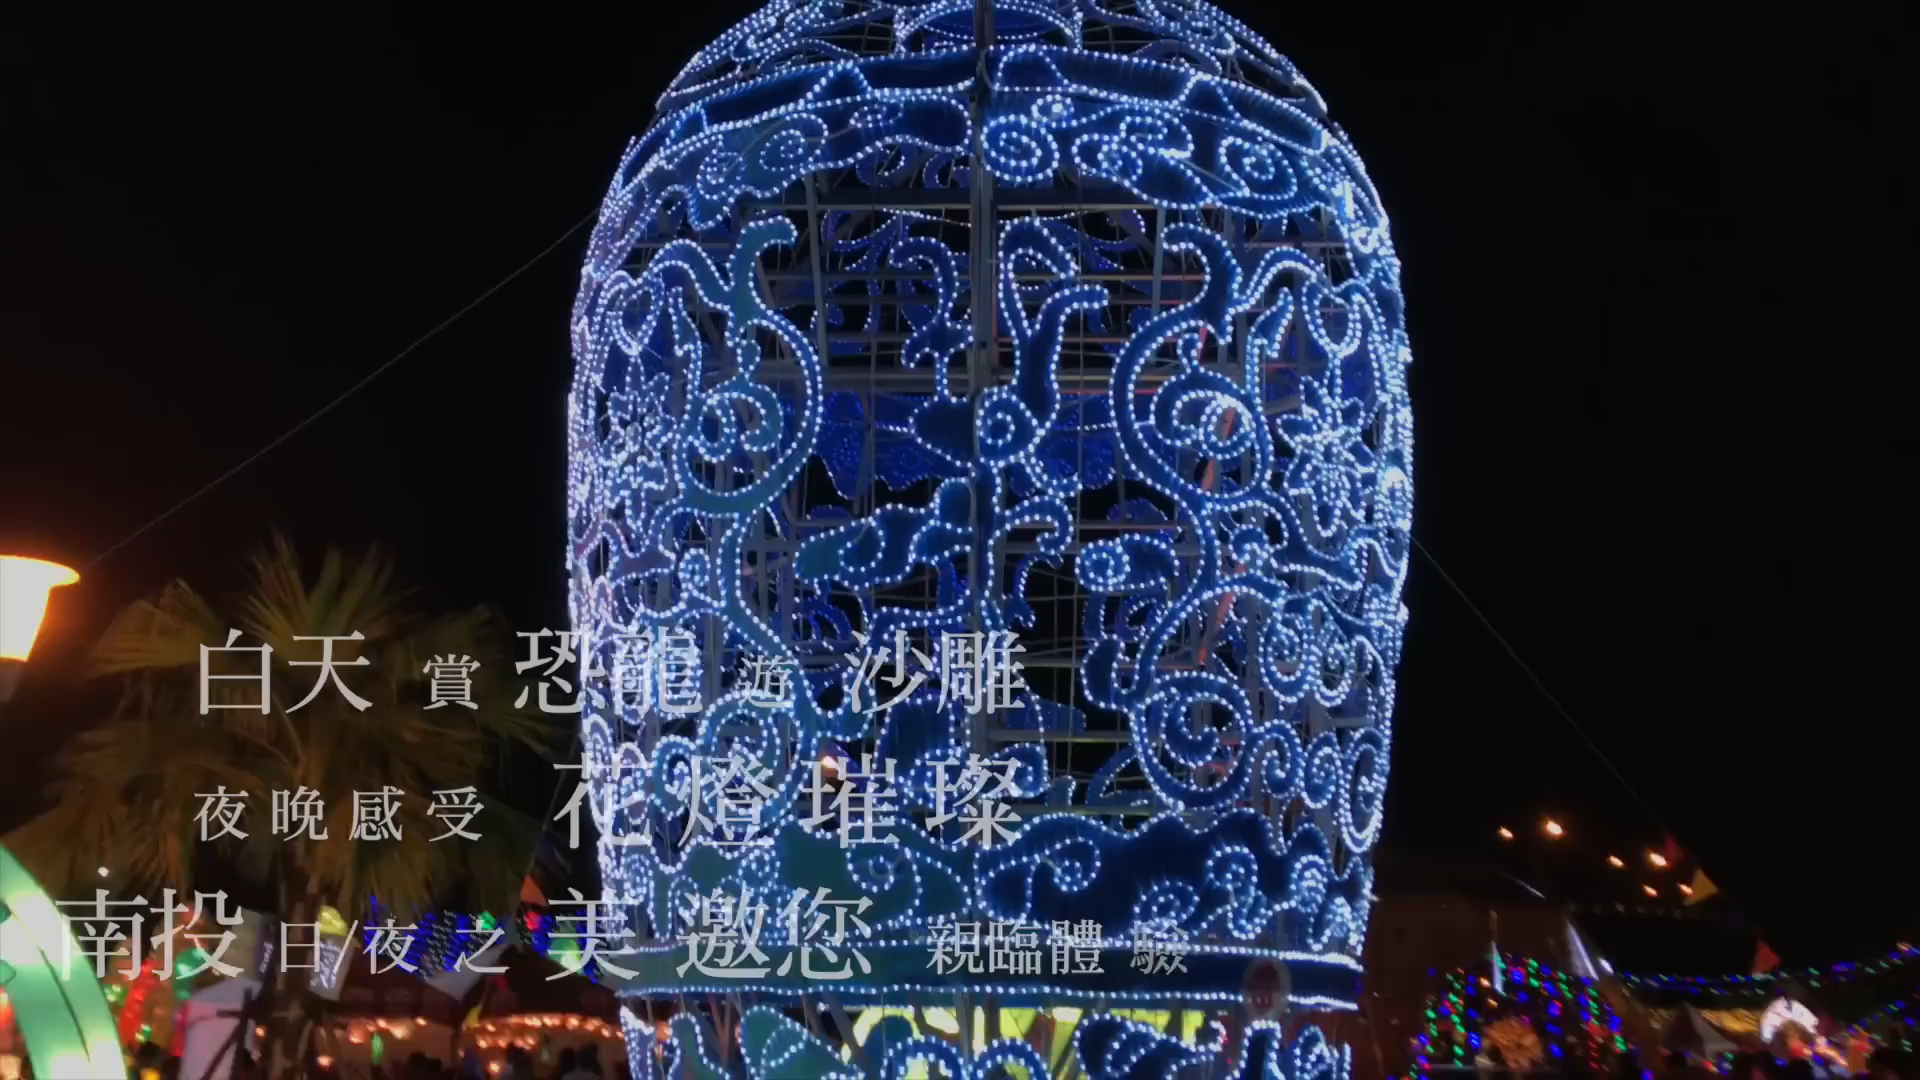 白天 賞 恐龍 遊 沙雕
夜晚感受 花燈璀璨
南投 日/夜 之 美 邀您 親臨體 驗